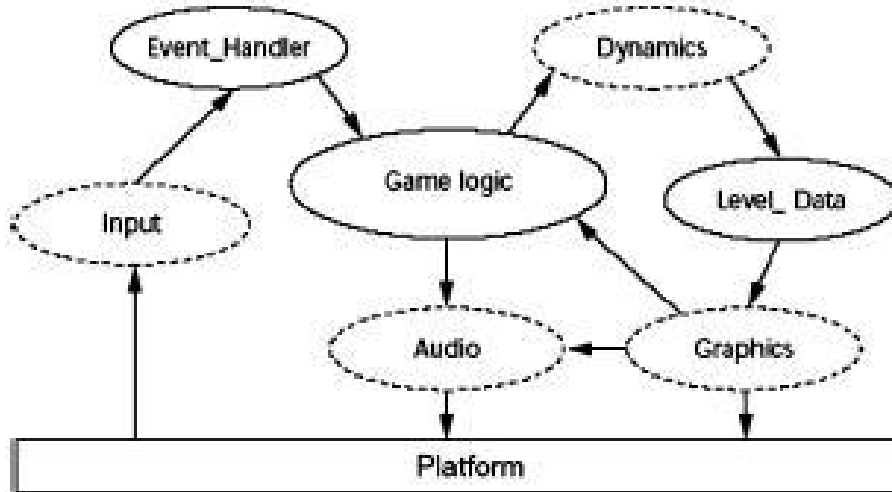 Event_Handler
Dynamics
Game logic
Level_ Data
Input
Audio
Graphics
Platform